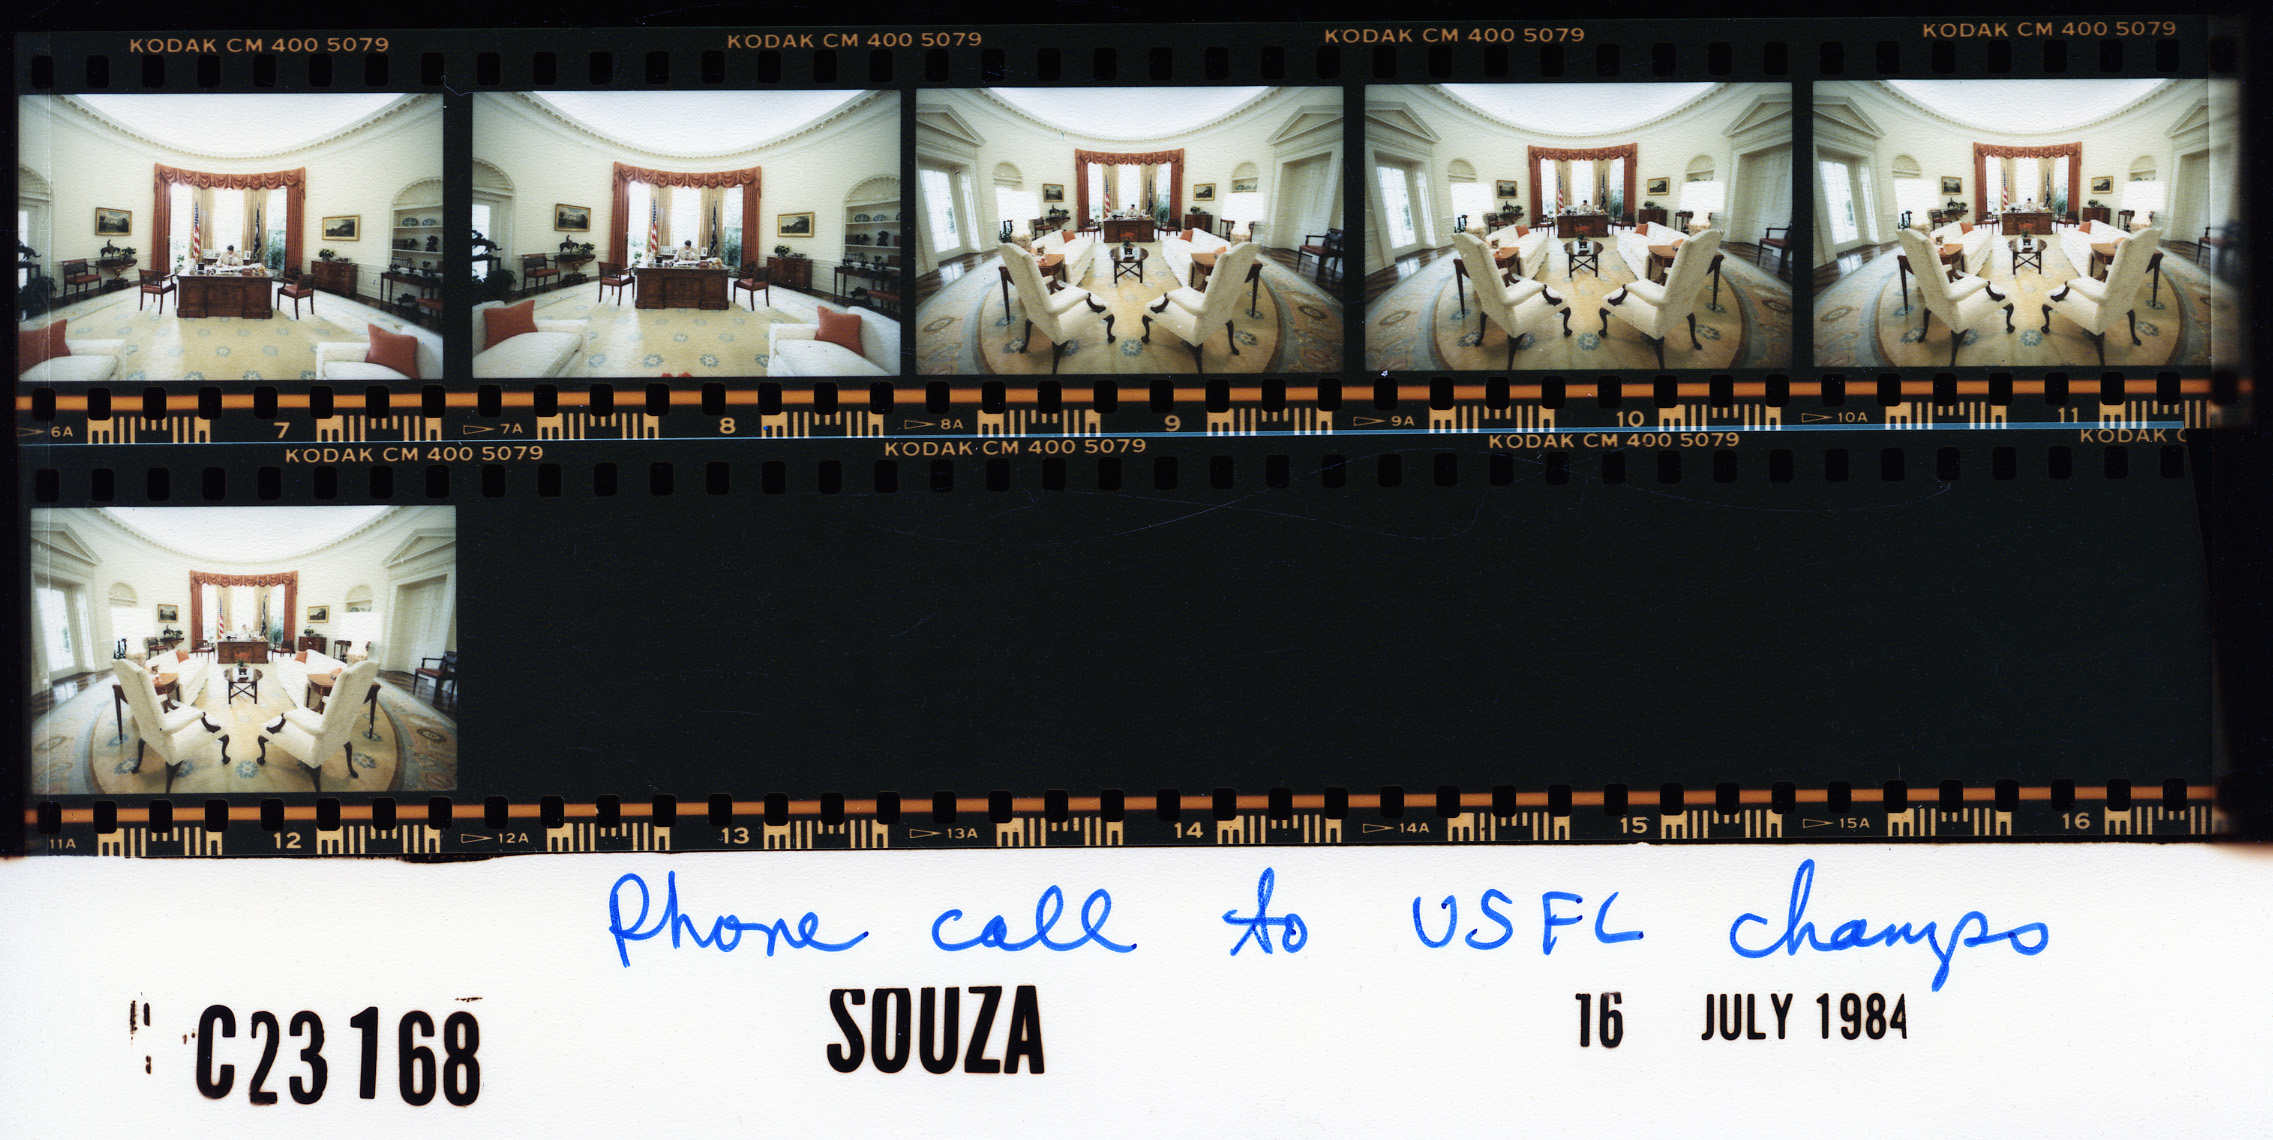 KODAK CM 400 5079 KODAK CM 400 5079 KODAK CM 400 5079 KODAK CM 400 5079
6A 7 7A 8 8A 9 9A 10 10A 11
KODAK CM 400 5079 KODAK CM 400 5079 KODAK CM 400 5079 KODAK C
11A 12 12A 13 13A 14 14A 15 15A 16
Phone call to USFL champs
C23168 SOUZA 16 JULY 1984